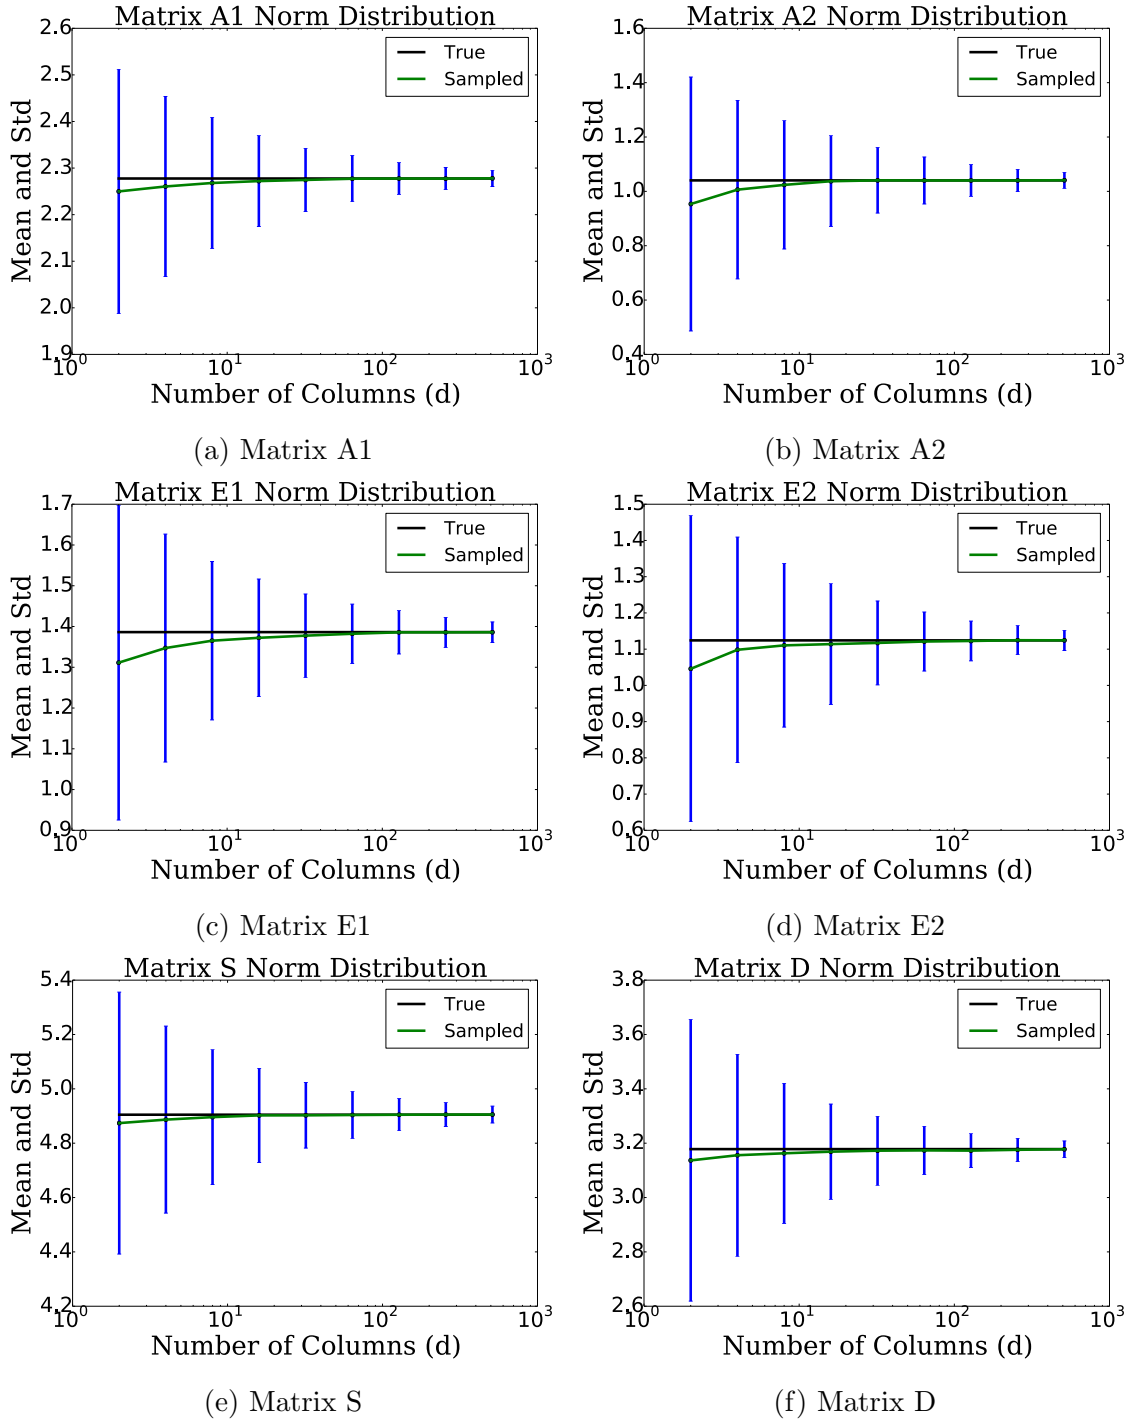 Matrix A1 Norm Distribution
2.6
2.5
2.4
2.3
2.2
2.1
2.0
1.9
Mean and Std
True
Sampled
10^0 10^1 10^2 10^3
Number of Columns (d)
(a) Matrix A1
Matrix A2 Norm Distribution
1.6
1.4
1.2
1.0
0.8
0.6
0.4
Mean and Std
True
Sampled
10^0 10^1 10^2 10^3
Number of Columns (d)
(b) Matrix A2
Matrix E1 Norm Distribution
1.7
1.6
1.5
1.4
1.3
1.2
1.1
1.0
0.9
Mean and Std
True
Sampled
10^0 10^1 10^2 10^3
Number of Columns (d)
(c) Matrix E1
Matrix E2 Norm Distribution
1.5
1.4
1.3
1.2
1.1
1.0
0.9
0.8
0.7
0.6
Mean and Std
True
Sampled
10^0 10^1 10^2 10^3
Number of Columns (d)
(d) Matrix E2
Matrix S Norm Distribution
5.4
5.2
5.0
4.8
4.6
4.4
4.2
Mean and Std
True
Sampled
10^0 10^1 10^2 10^3
Number of Columns (d)
(e) Matrix S
Matrix D Norm Distribution
3.8
3.6
3.4
3.2
3.0
2.8
2.6
Mean and Std
True
Sampled
10^0 10^1 10^2 10^3
Number of Columns (d)
(f) Matrix D